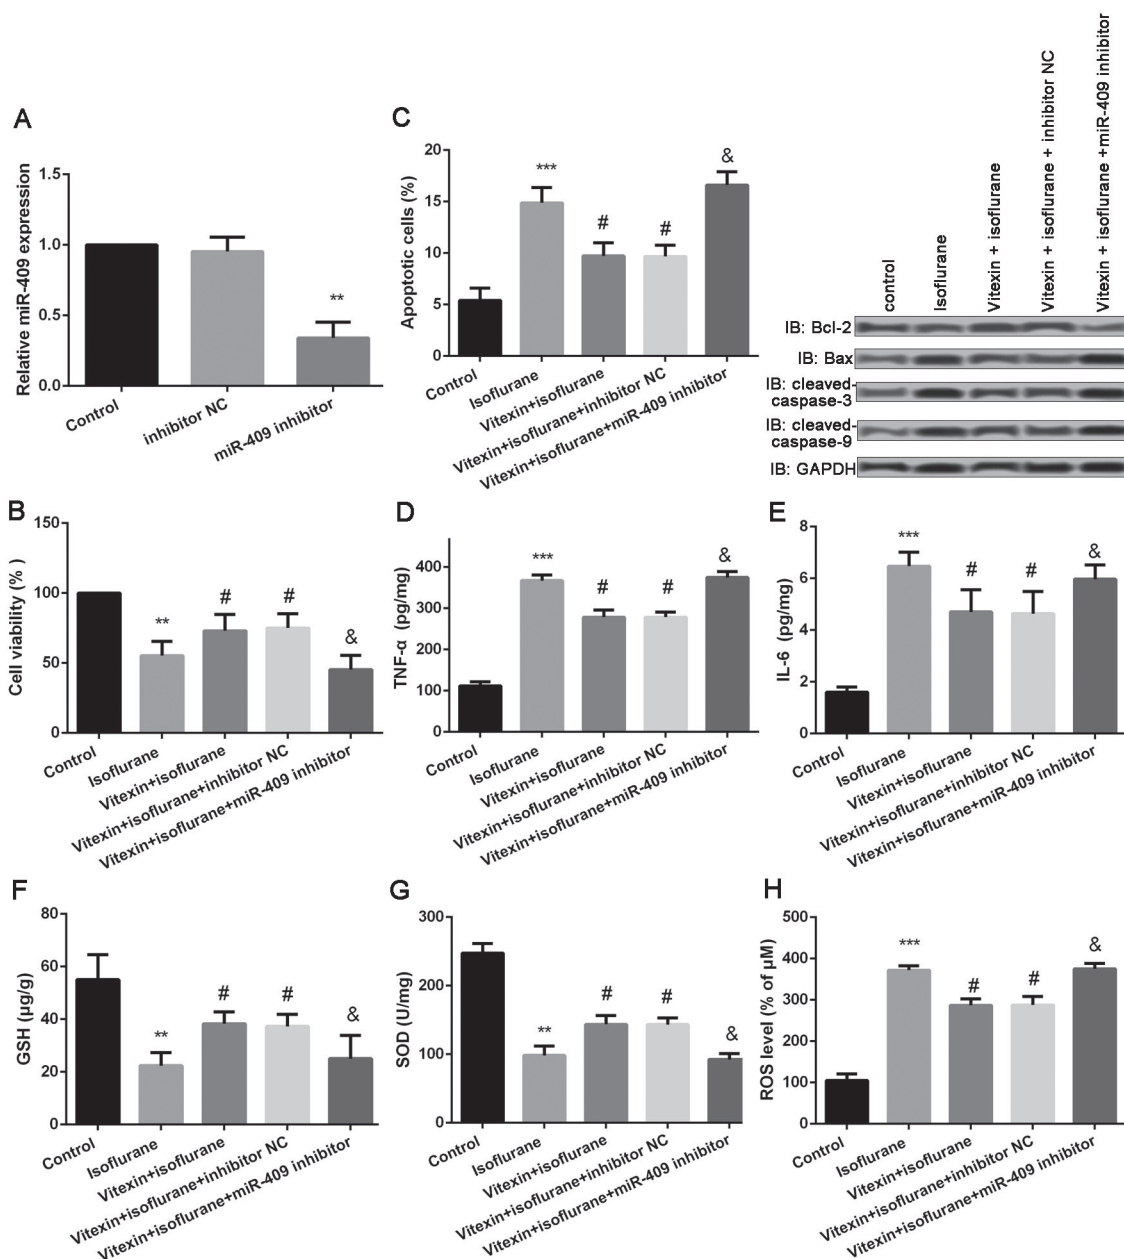 A
Relative miR-409 expression
1.5
1.0
0.5
0.0
**
Control
inhibitor NC
miR-409 inhibitor
C
Apoptotic cells (%)
20
15
10
5
0
***
#
#
&
Control
Isoflurane
Vitexin+isoflurane
Vitexin+isoflurane+inhibitor NC
Vitexin+isoflurane+miR-409 inhibitor
control
Isoflurane
Vitexin + isoflurane
Vitexin + isoflurane + inhibitor NC
Vitexin + isoflurane +miR-409 inhibitor
IB: Bcl-2
IB: Bax
IB: cleaved-
caspase-3
IB: cleaved-
caspase-9
IB: GAPDH
B
Cell viability (% )
150
100
50
0
**
#
#
&
Control
Isoflurane
Vitexin+isoflurane
Vitexin+isoflurane+inhibitor NC
Vitexin+isoflurane+miR-409 inhibitor
D
TNF-α (pg/mg)
400
300
200
100
0
***
#
#
&
Control
Isoflurane
Vitexin+isoflurane
Vitexin+isoflurane+inhibitor NC
Vitexin+isoflurane+miR-409 inhibitor
E
IL-6 (pg/mg)
8
6
4
2
0
***
#
#
&
Control
Isoflurane
Vitexin+isoflurane
Vitexin+isoflurane+inhibitor NC
Vitexin+isoflurane+miR-409 inhibitor
F
GSH (μg/g)
80
60
40
20
0
**
#
#
&
Control
Isoflurane
Vitexin+isoflurane
Vitexin+isoflurane+inhibitor NC
Vitexin+isoflurane+miR-409 inhibitor
G
SOD (U/mg)
300
200
100
0
**
#
#
&
Control
Isoflurane
Vitexin+isoflurane
Vitexin+isoflurane+inhibitor NC
Vitexin+isoflurane+miR-409 inhibitor
H
ROS level (% of μM)
500
400
300
200
100
0
***
#
#
&
Control
Isoflurane
Vitexin+isoflurane
Vitexin+isoflurane+inhibitor NC
Vitexin+isoflurane+miR-409 inhibitor